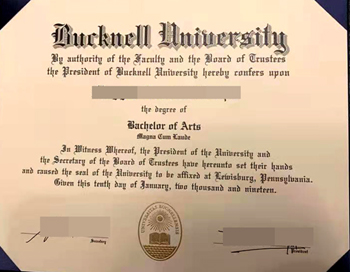 Bucknell University
By authority of the Faculty and the Board of Trustees
the President of Bucknell University hereby confers upon
the degree of
Bachelor of Arts
Magna Cum Laude
In Witness Whereof, the President of the University and
the Secretary of the Board of Trustees have hereunto set their hands
and caused the seal of the University to be affixed at Lewisburg, Pennsylvania.
Given this tenth day of January, two thousand and nineteen.
Secretary
President